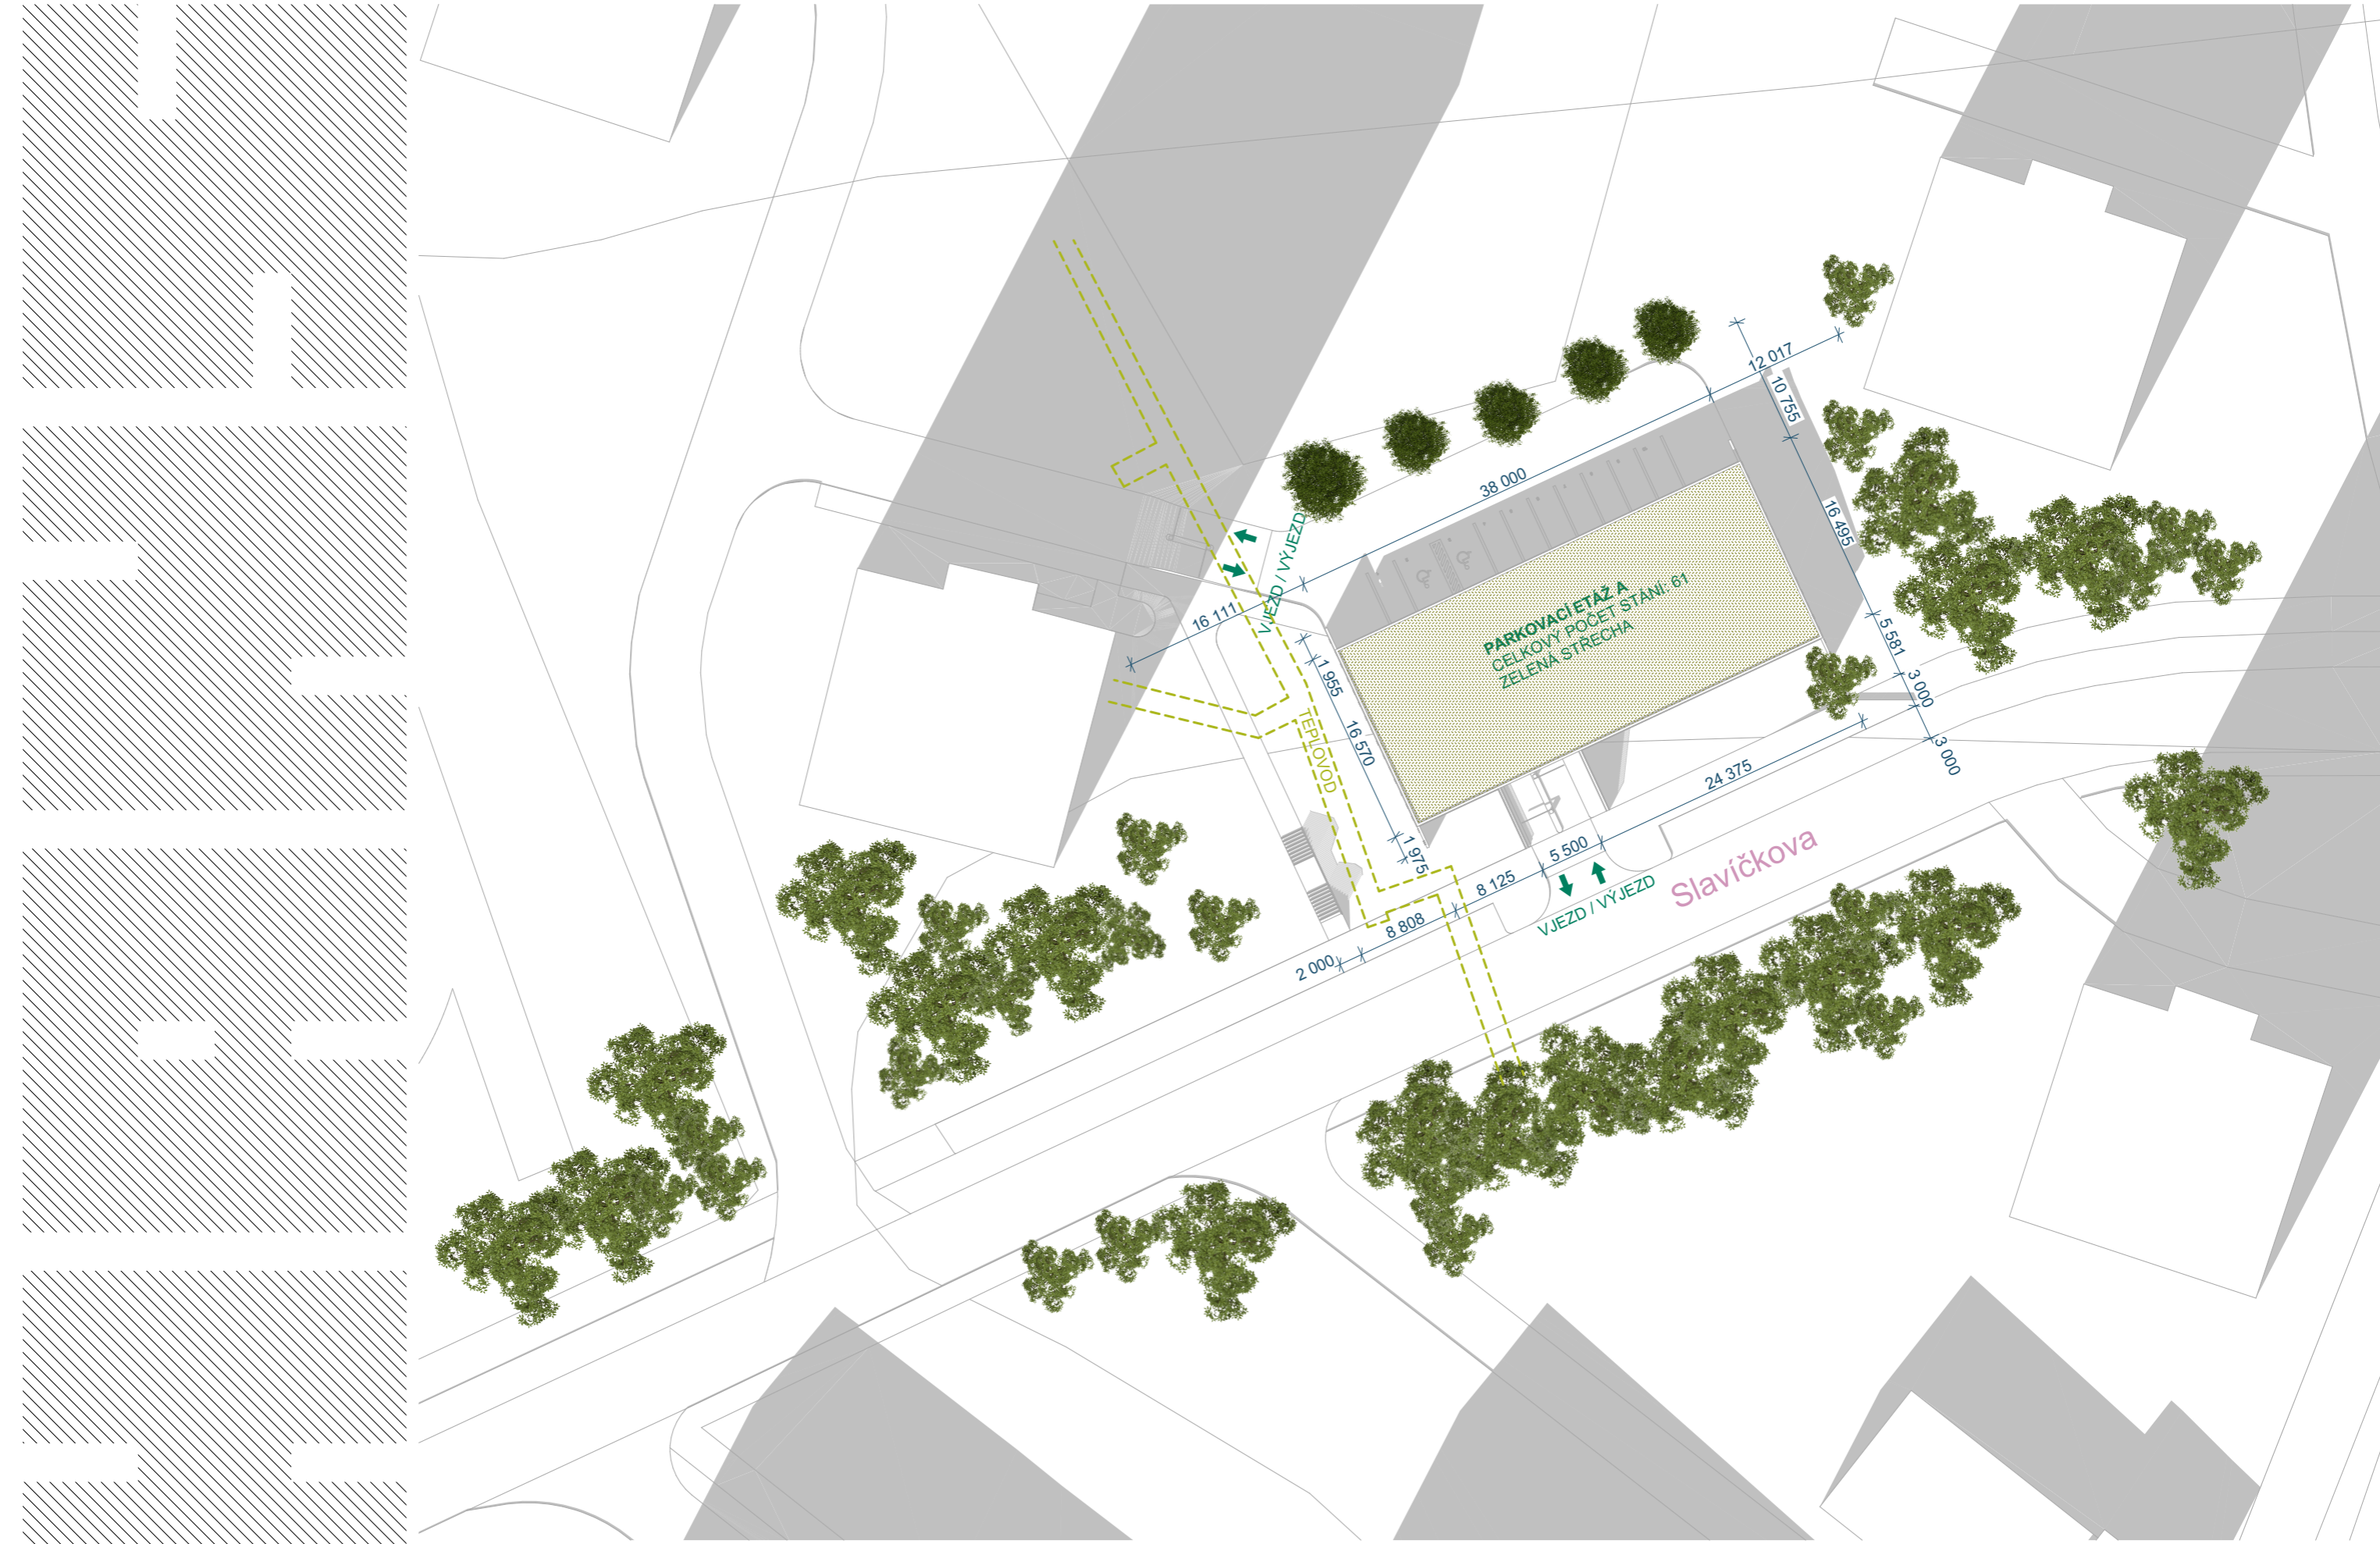 12 017
10 755
38 000
16 495
VJEZD / VÝJEZD
16 111
PARKOVACÍ ETÁŽ A
CELKOVÝ POČET STÁNÍ: 61
ZELENÁ STŘECHA
5 581
1 955
3 000
16 570
TEPLOVOD
3 000
24 375
1 975
5 500
8 125
Slavíčkova
VJEZD / VÝJEZD
8 808
2 000